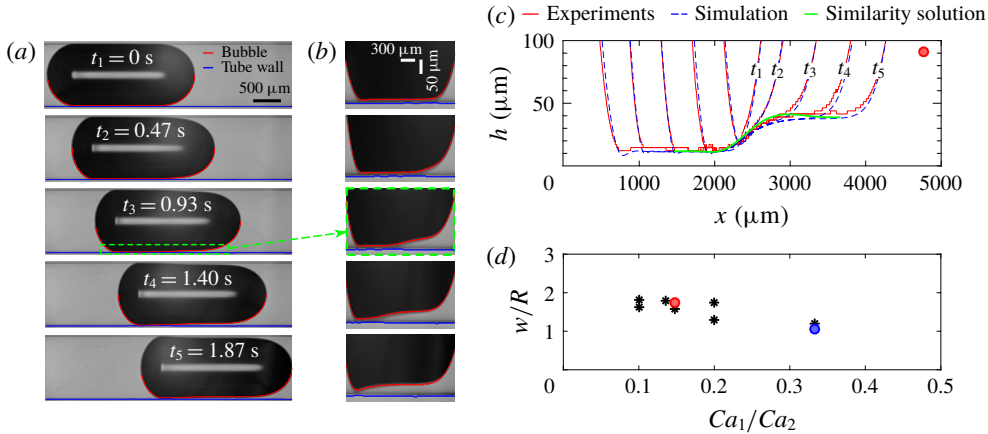 (a)
t₁ = 0 s
Bubble
Tube wall
500 μm
t₂ = 0.47 s
t₃ = 0.93 s
t₄ = 1.40 s
t₅ = 1.87 s
(b)
300 μm
50 μm
(c)
Experiments Simulation Similarity solution
h (μm)
100
50
0
t₁ t₂ t₃ t₄ t₅
1000 2000 3000 4000 5000
x (μm)
(d)
w/R
3
2
1
0
0.1 0.2 0.3 0.4 0.5
Ca₁/Ca₂